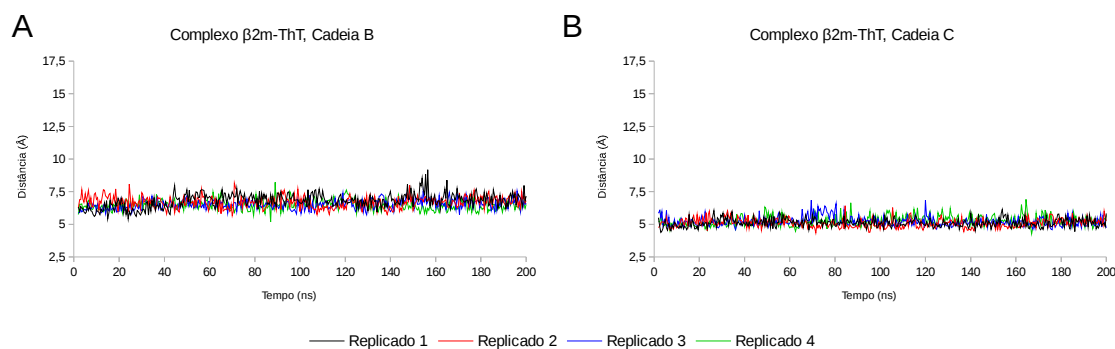 A
Complexo β2m-ThT, Cadeia B
17,5
15
12,5
10
7,5
5
2,5
Distância (Å)
0 20 40 60 80 100 120 140 160 180 200
Tempo (ns)
B
Complexo β2m-ThT, Cadeia C
17,5
15
12,5
10
7,5
5
2,5
Distância (Å)
0 20 40 60 80 100 120 140 160 180 200
Tempo (ns)
Replicado 1 Replicado 2 Replicado 3 Replicado 4